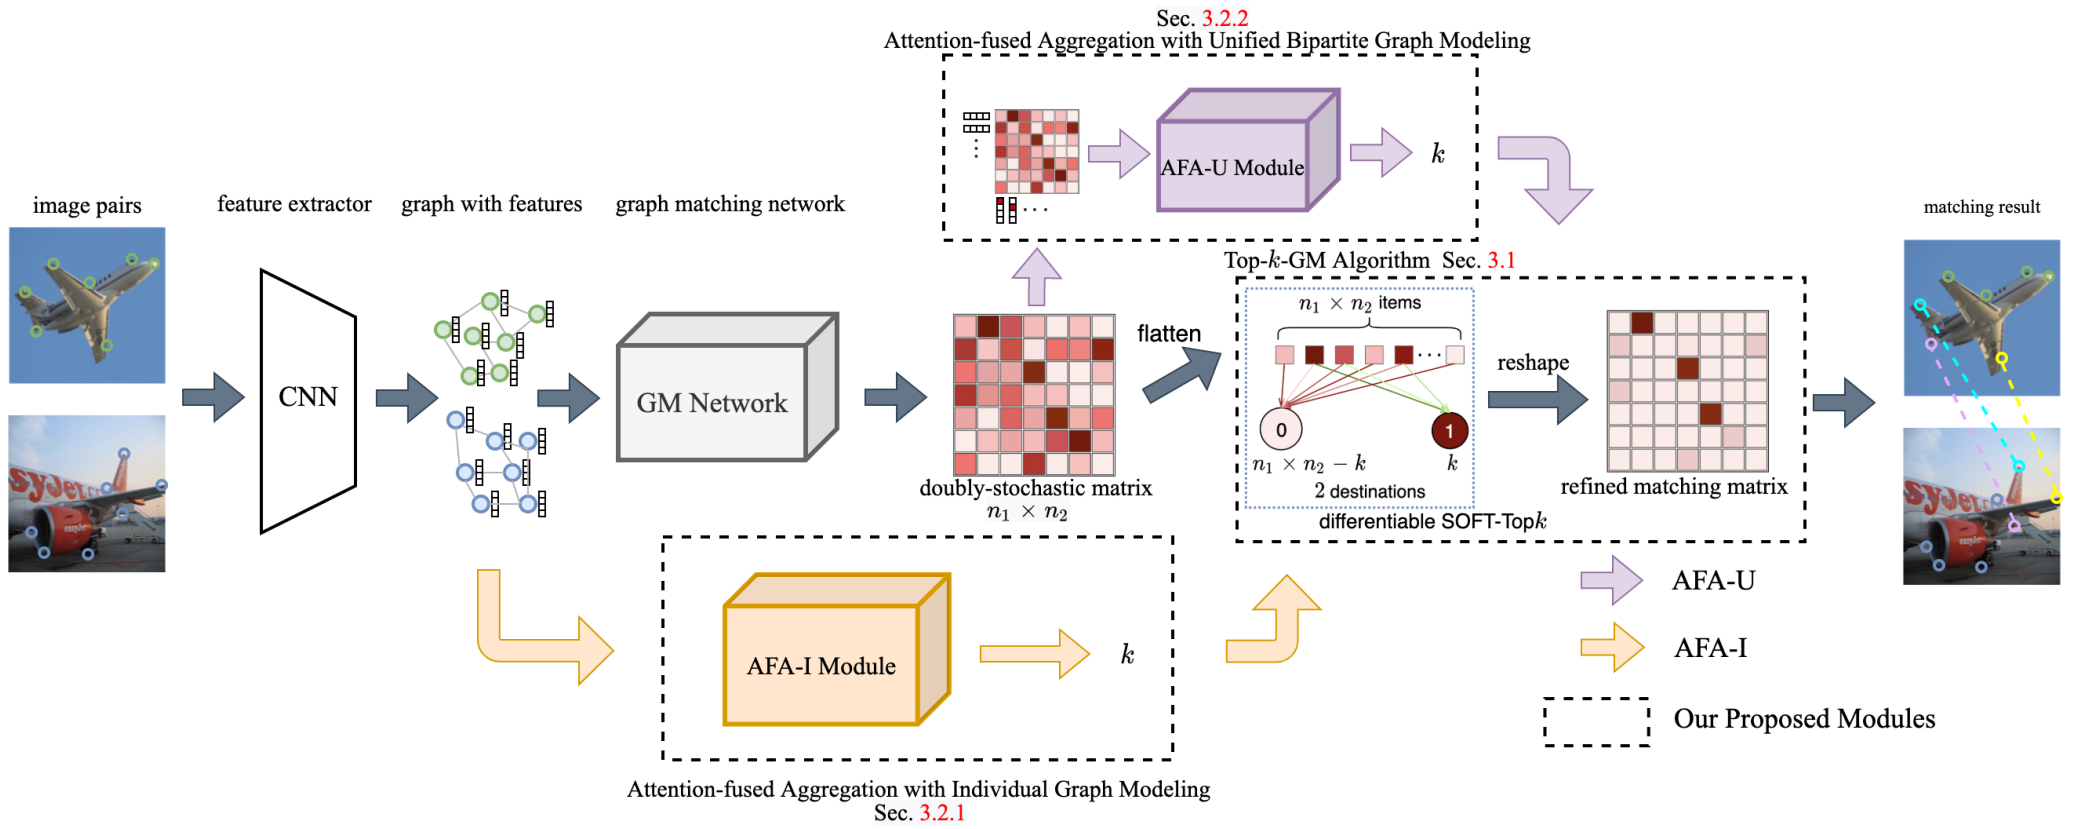 Sec. 3.2.2
Attention-fused Aggregation with Unified Bipartite Graph Modeling
AFA-U Module
k
image pairs
feature extractor
graph with features
graph matching network
matching result
CNN
GM Network
doubly-stochastic matrix
n₁ × n₂
flatten
Top-k-GM Algorithm Sec. 3.1
n₁ × n₂ items
0
1
n₁ × n₂ − k
k
2 destinations
differentiable SOFT-Topk
reshape
refined matching matrix
syJet
easyJet
syJet
AFA-I Module
k
Attention-fused Aggregation with Individual Graph Modeling
Sec. 3.2.1
AFA-U
AFA-I
Our Proposed Modules